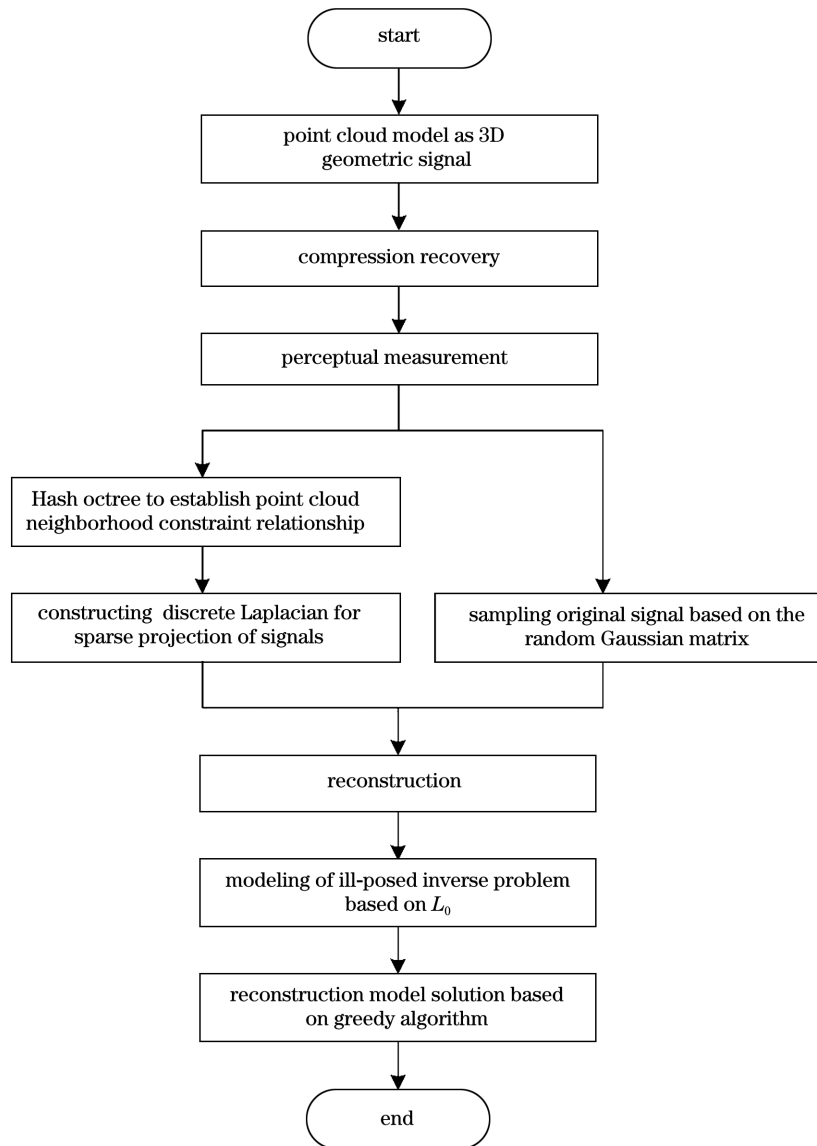 start
point cloud model as 3D
geometric signal
compression recovery
perceptual measurement
Hash octree to establish point cloud
neighborhood constraint relationship
constructing discrete Laplacian for
sparse projection of signals
sampling original signal based on the
random Gaussian matrix
reconstruction
modeling of ill-posed inverse problem
based on L₀
reconstruction model solution based
on greedy algorithm
end